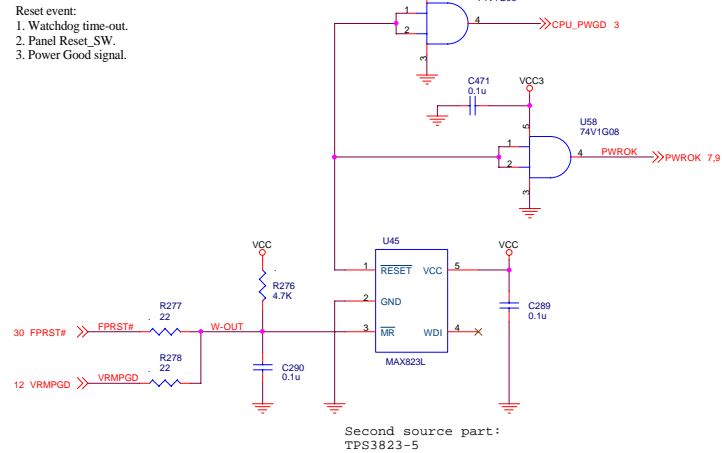 Reset event:
1. Watchdog time-out.
2. Panel Reset_SW.
3. Power Good signal.
1
2
3
4
CPU_PWGD 3
C471
0.1u
VCC3
5
U58
74V1G08
1
2
4
PWROK
PWROK 7,9
3
VCC
R276
4.7K
U45
VCC
1
RESET
VCC
5
2
GND
C289
0.1u
30 FPRST#
FPRST#
R277
22
W-OUT
3
MR
WDI
4
12 VRMPGD
VRMPGD
R278
22
C290
0.1u
MAX823L
Second source part:
TPS3823-5